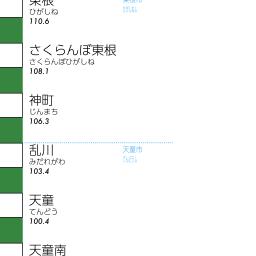 東根
ひがしね
110.6
さくらんぼ東根
さくらんぼひがしね
108.1
神町
じんまち
106.3
乱川
みだれがわ
103.4
天童市
天童
てんどう
100.4
天童南